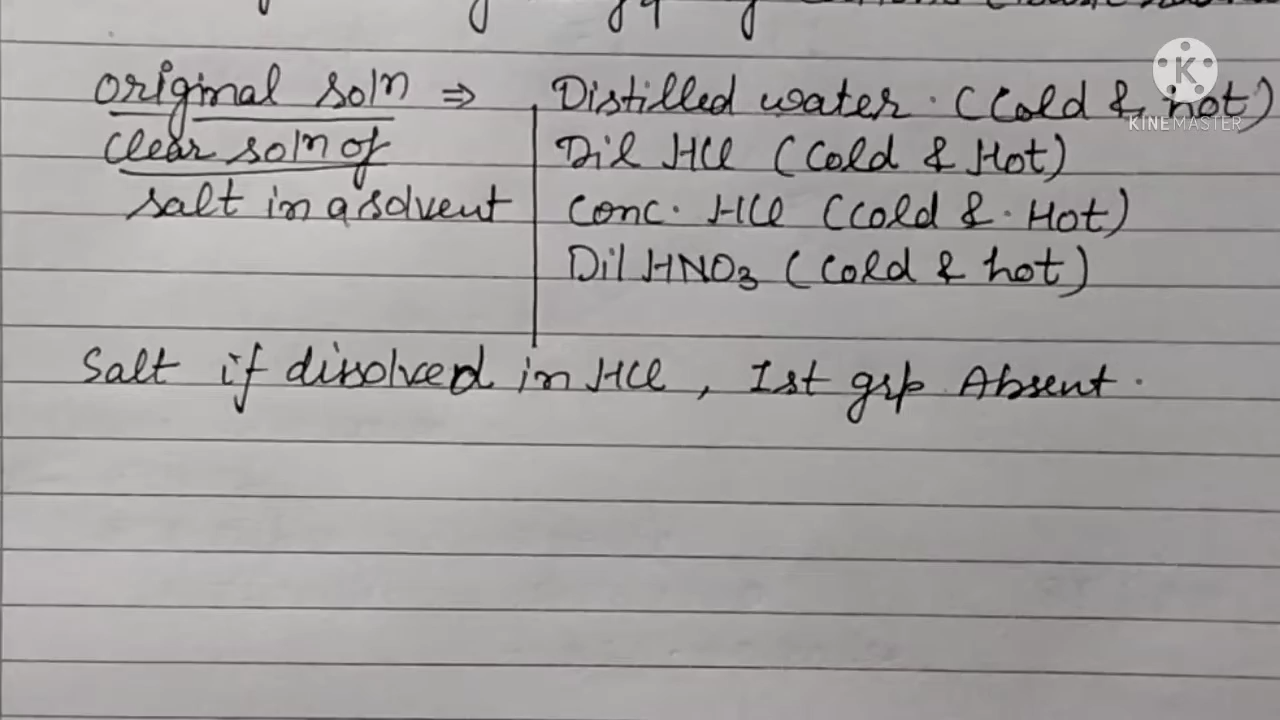 original soln ⇒ Distilled water. (Cold & hot)
clear soln of Dil HCl (Cold & Hot)
salt in a solvent Conc. HCl (Cold & Hot)
Dil HNO3 (Cold & hot)
Salt if disolved in HCl, Ist grp Absent.
KINEMASTER